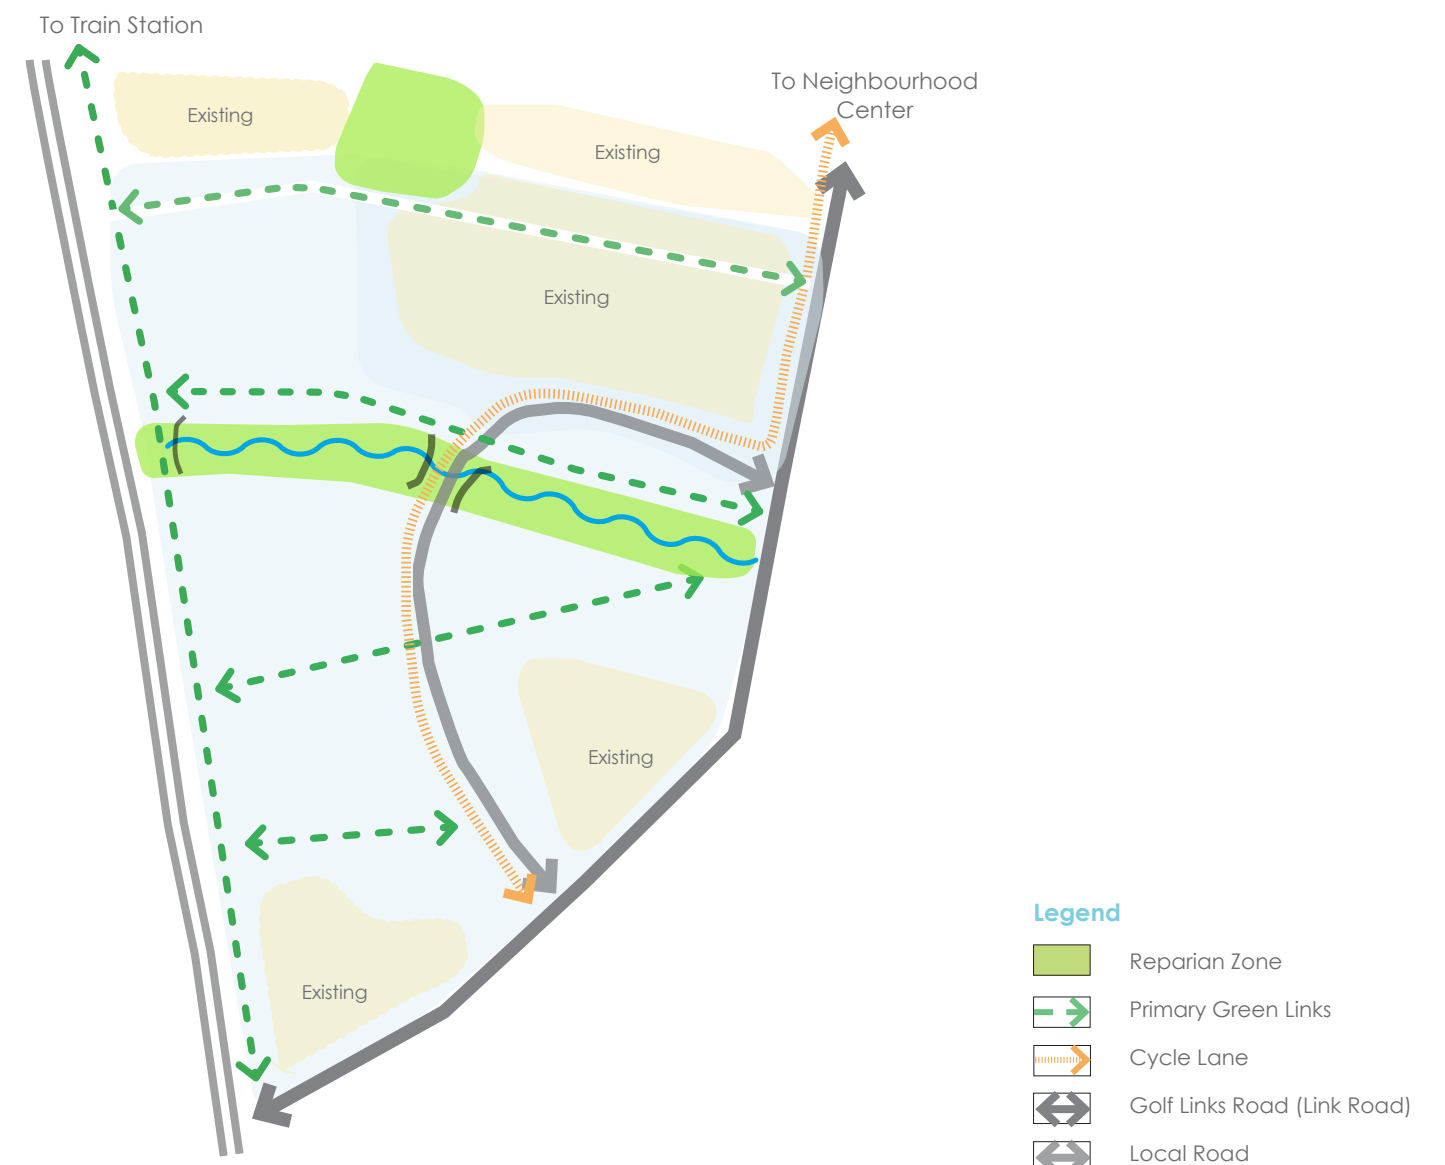 To Train Station
To Neighbourhood
Center
Existing
Existing
Existing
Existing
Existing
Legend
Reparian Zone
Primary Green Links
Cycle Lane
Golf Links Road (Link Road)
Local Road